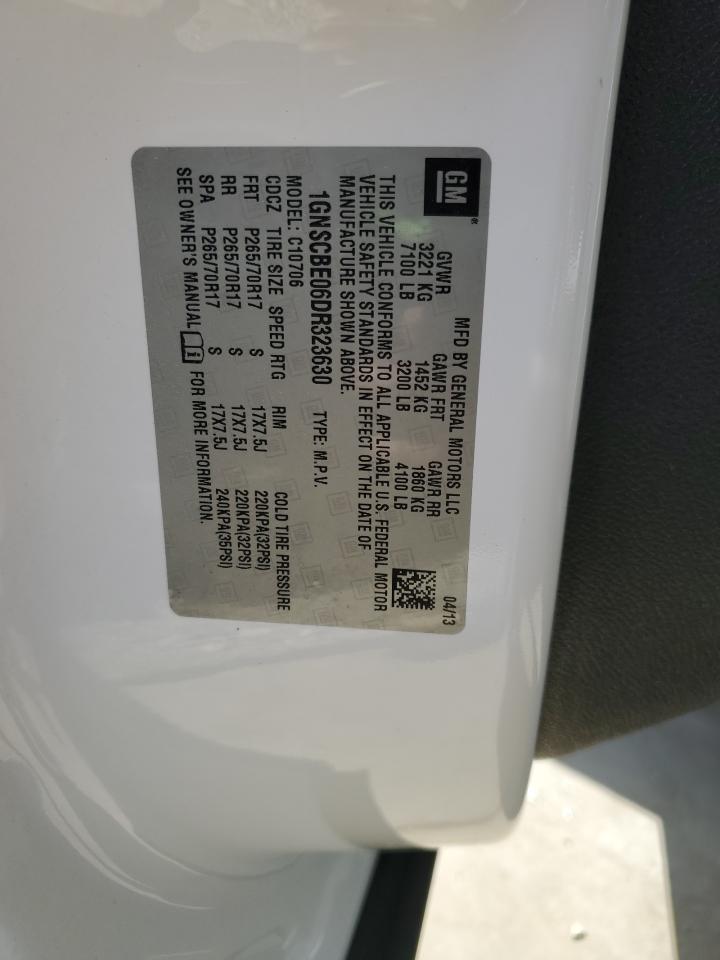 GM ®
MFD BY GENERAL MOTORS LLC 04/13
GVWR GAWR FRT GAWR RR
3221 KG 1452 KG 1860 KG
7100 LB 3200 LB 4100 LB
THIS VEHICLE CONFORMS TO ALL APPLICABLE U.S. FEDERAL MOTOR
VEHICLE SAFETY STANDARDS IN EFFECT ON THE DATE OF
MANUFACTURE SHOWN ABOVE.
1GNSCBE06DR323630 TYPE: M.P.V.
MODEL: C10706
CDCZ TIRE SIZE SPEED RTG RIM COLD TIRE PRESSURE
FRT P265/70R17 S 17X7.5J 220KPA(32PSI)
RR P265/70R17 S 17X7.5J 220KPA(32PSI)
SPA P265/70R17 S 17X7.5J 240KPA(35PSI)
SEE OWNER'S MANUAL FOR MORE INFORMATION.